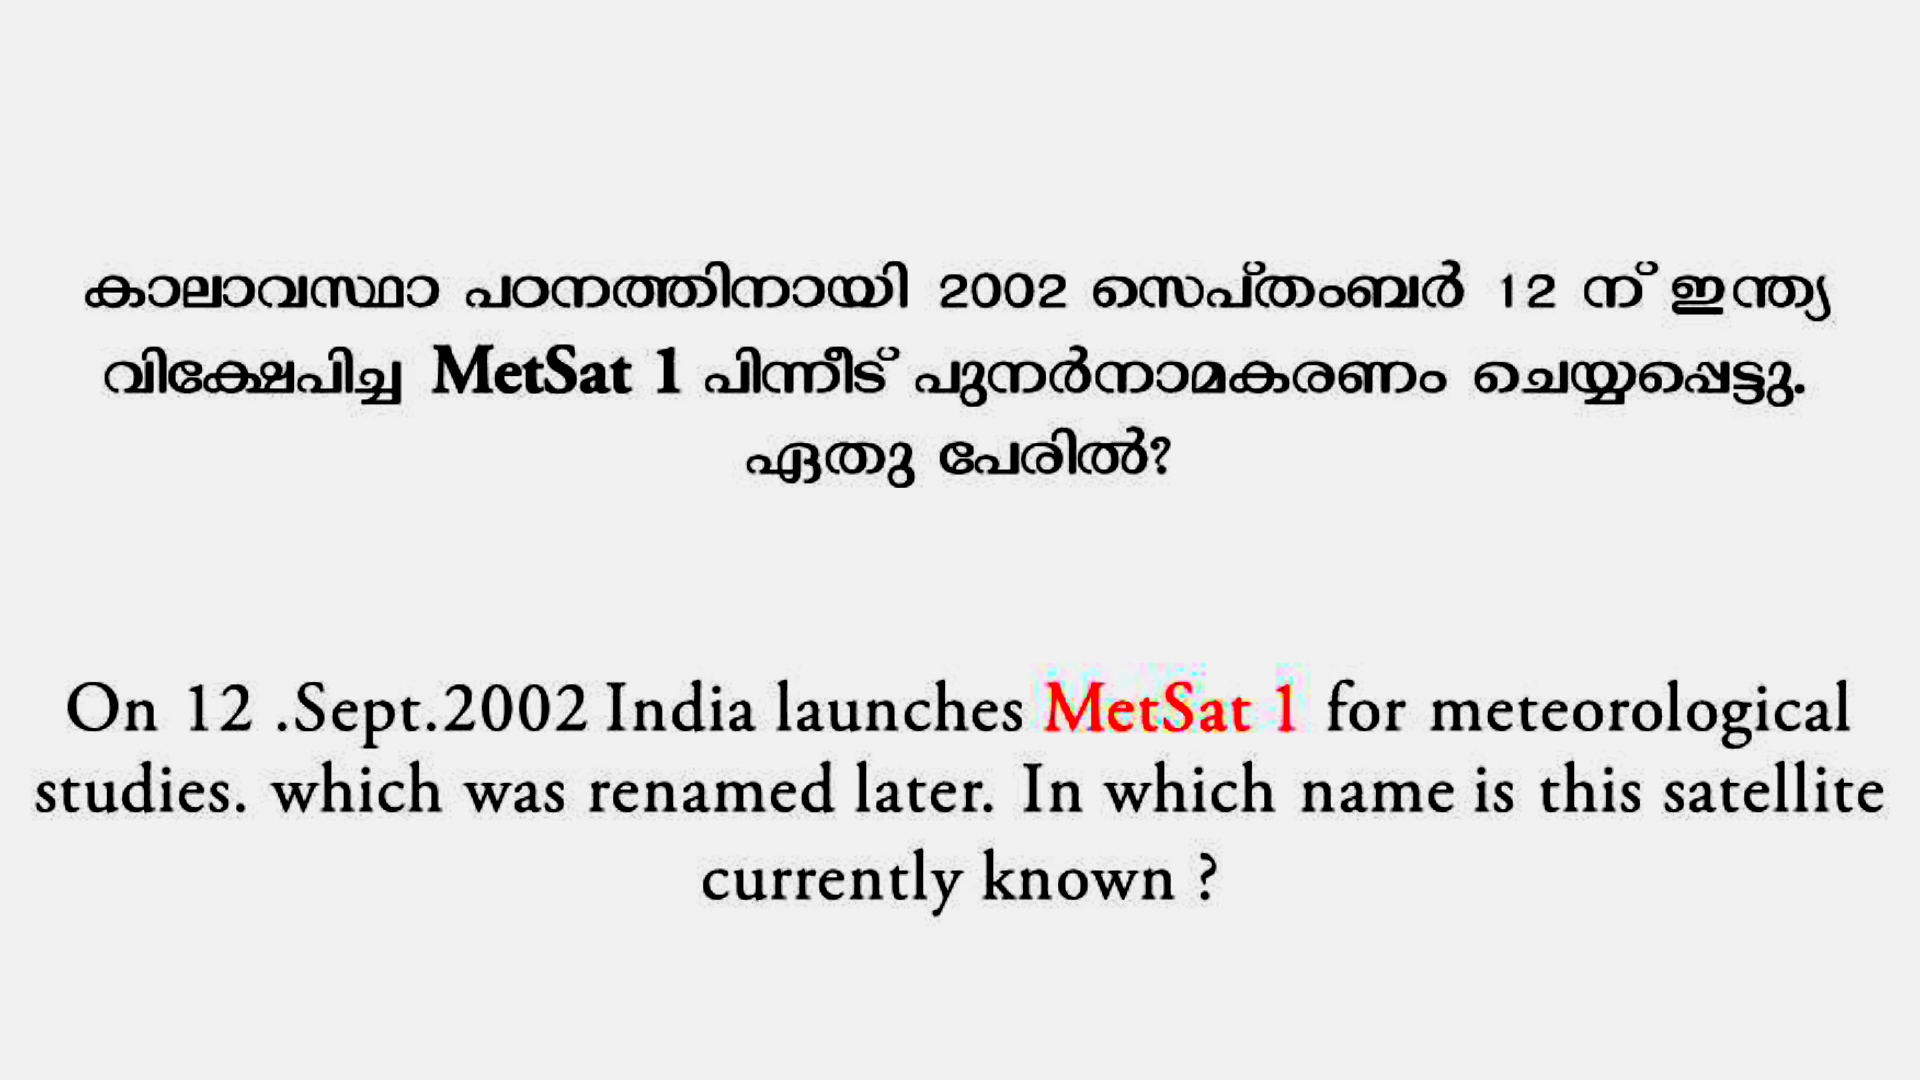 കാലാവസ്ഥാ പഠനത്തിനായി 2002 സെപ്തംബർ 12 ന് ഇന്ത്യ
വിക്ഷേപിച്ച MetSat 1 പിന്നീട് പുനർനാമകരണം ചെയ്യപ്പെട്ടു.
ഏതു പേരിൽ?
On 12 .Sept.2002 India launches MetSat 1 for meteorological
studies. which was renamed later. In which name is this satellite
currently known ?